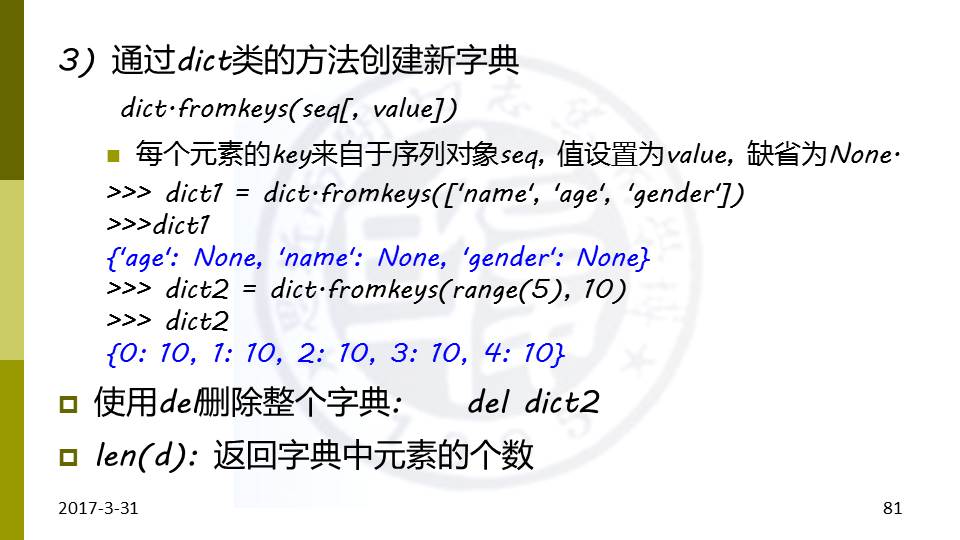 3）通过dict类的方法创建新字典
dict.fromkeys(seq[, value])
每个元素的key来自于序列对象seq, 值设置为value, 缺省为None.
>>> dict1 = dict.fromkeys(['name', 'age', 'gender'])
>>>dict1
{'age': None, 'name': None, 'gender': None}
>>> dict2 = dict.fromkeys(range(5), 10)
>>> dict2
{0: 10, 1: 10, 2: 10, 3: 10, 4: 10}
使用del删除整个字典: del dict2
len(d): 返回字典中元素的个数
2017-3-31
81